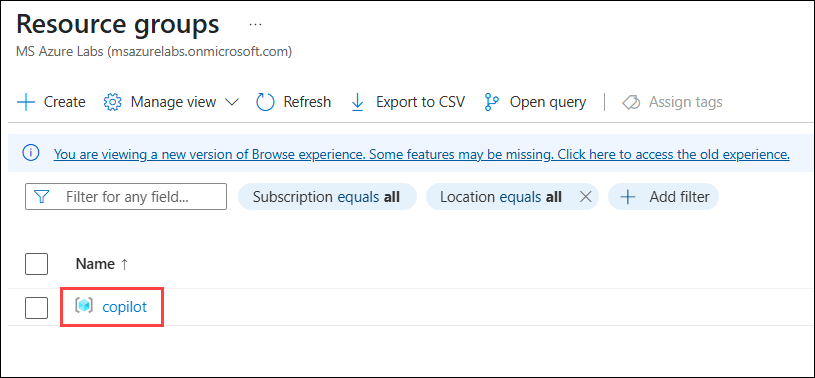 Resource groups ...
MS Azure Labs (msazurelabs.onmicrosoft.com)
Create Manage view Refresh Export to CSV Open query Assign tags
You are viewing a new version of Browse experience. Some features may be missing. Click here to access the old experience.
Filter for any field... Subscription equals all Location equals all Add filter
Name ↑
copilot